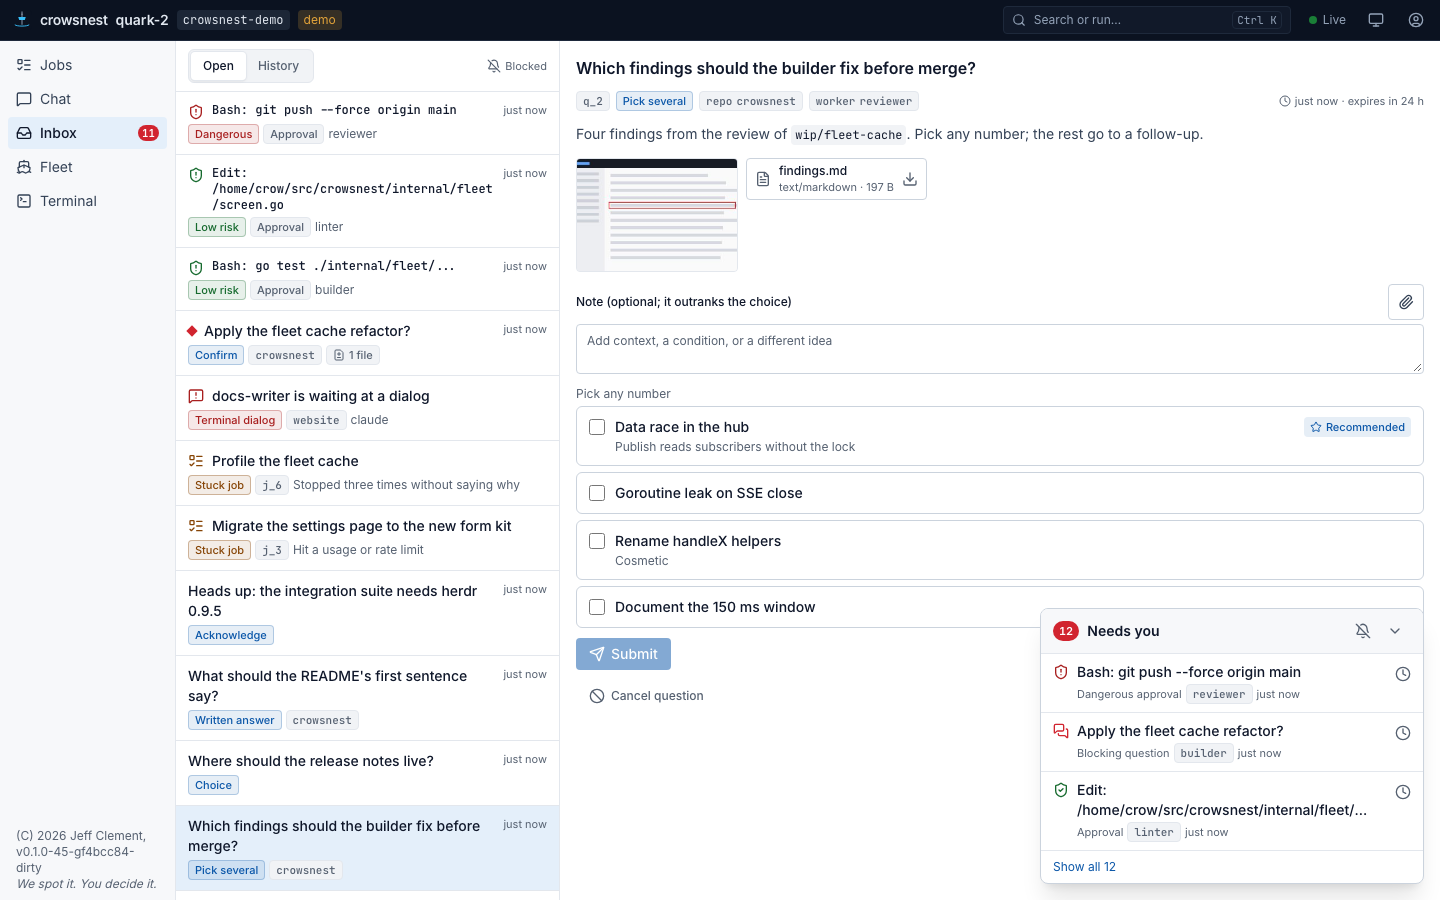 crowsnest quark-2 crowsnest-demo demo
Search or run... Ctrl K
Live
Jobs
Chat
Inbox 11
Fleet
Terminal
(C) 2026 Jeff Clement,
v0.1.0-45-gf4bcc84-
dirty
We spot it. You decide it.
Open History Blocked
Bash: git push --force origin main just now
Dangerous Approval reviewer
Edit: just now
/home/crow/src/crowsnest/internal/fleet
/screen.go
Low risk Approval linter
Bash: go test ./internal/fleet/... just now
Low risk Approval builder
Apply the fleet cache refactor? just now
Confirm crowsnest 1 file
docs-writer is waiting at a dialog
Terminal dialog website claude
Profile the fleet cache
Stuck job j_6 Stopped three times without saying why
Migrate the settings page to the new form kit
Stuck job j_3 Hit a usage or rate limit
Heads up: the integration suite needs herdr just now
0.9.5
Acknowledge
What should the README's first sentence just now
say?
Written answer crowsnest
Where should the release notes live? just now
Choice
Which findings should the builder fix before just now
merge?
Pick several crowsnest
Which findings should the builder fix before merge?
q_2 Pick several repo crowsnest worker reviewer just now · expires in 24 h
Four findings from the review of wip/fleet-cache. Pick any number; the rest go to a follow-up.
findings.md
text/markdown · 197 B
Note (optional; it outranks the choice)
Add context, a condition, or a different idea
Pick any number
Data race in the hub Recommended
Publish reads subscribers without the lock
Goroutine leak on SSE close
Rename handleX helpers
Cosmetic
Document the 150 ms window
Submit
Cancel question
12 Needs you
Bash: git push --force origin main
Dangerous approval reviewer just now
Apply the fleet cache refactor?
Blocking question builder just now
Edit:
/home/crow/src/crowsnest/internal/fleet/...
Approval linter just now
Show all 12